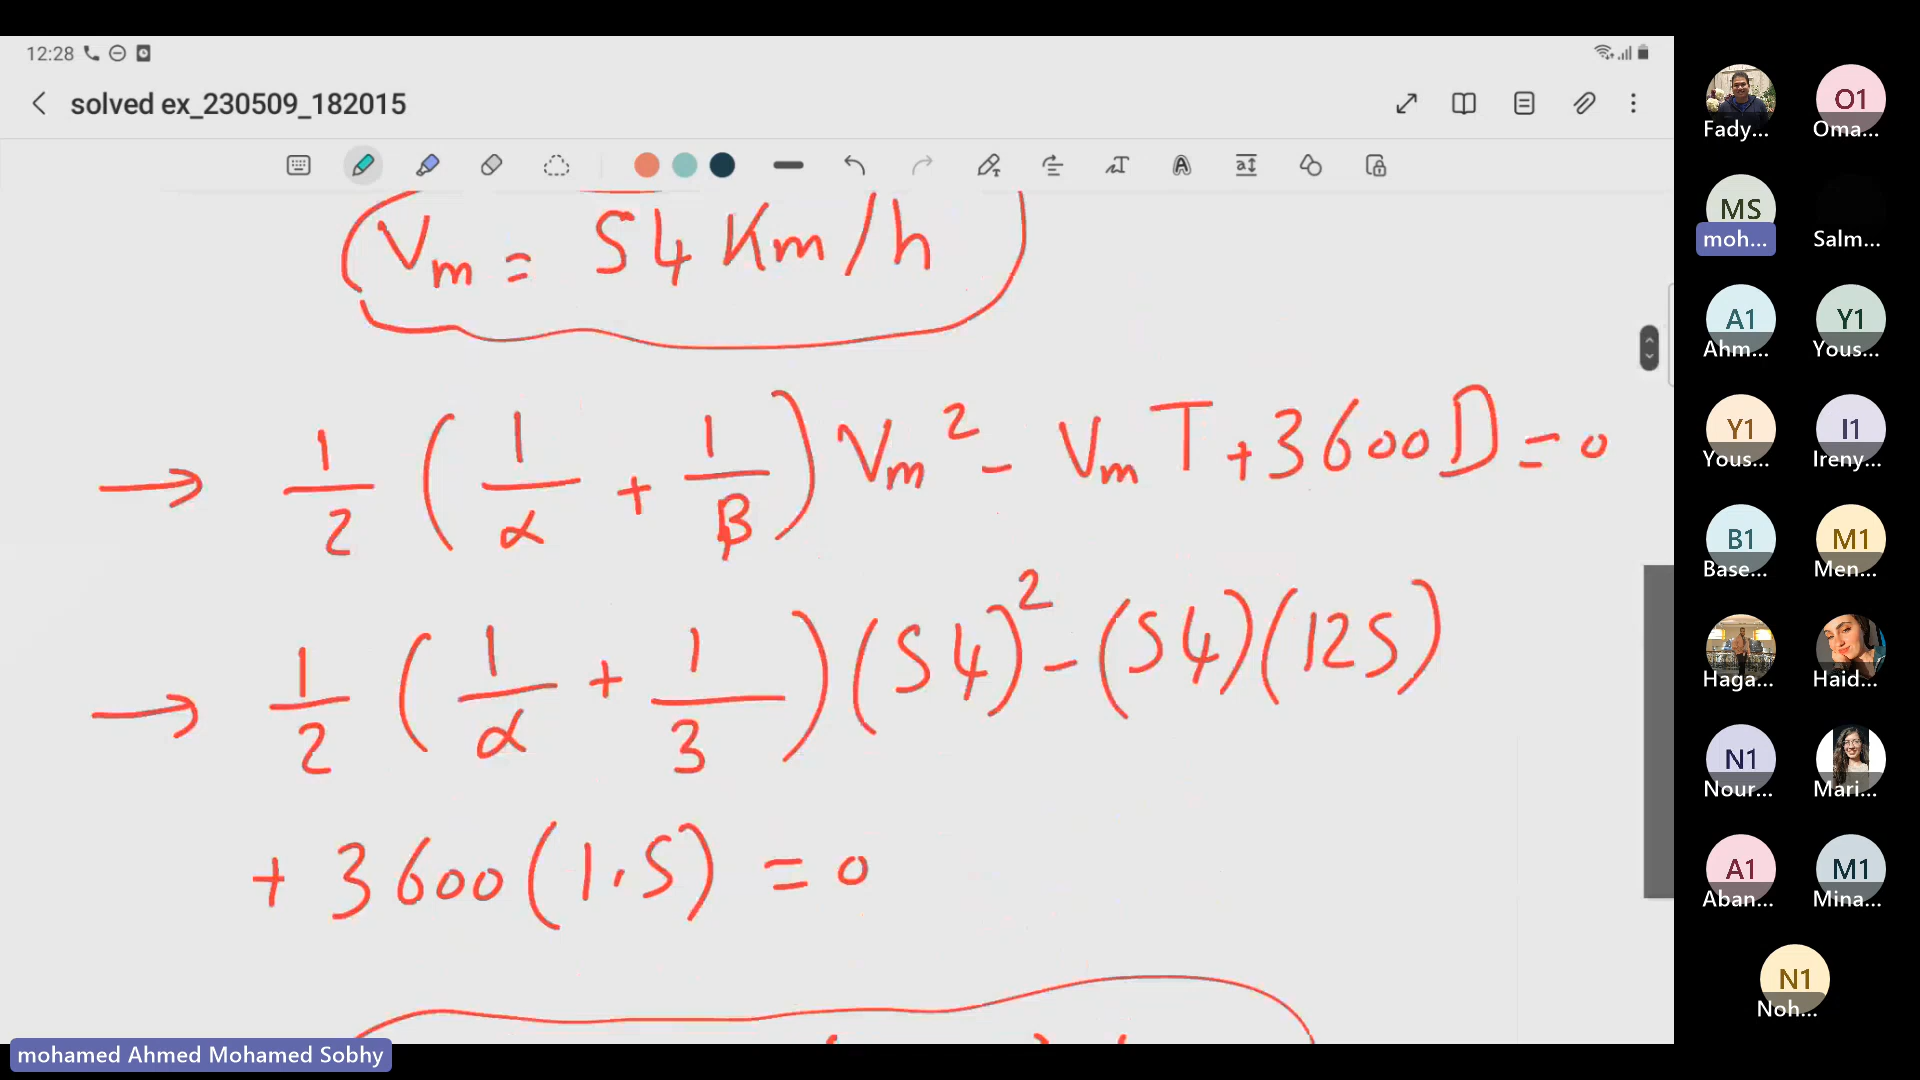 12:28
solved ex_230509_182015
Vm = 54 Km/h
→ 1/2 (1/α + 1/β) Vm² - Vm T + 3600 D = 0
→ 1/2 (1/α + 1/3) (54)² - (54)(125)
+ 3600 (1.5) = 0
Fady...
O1
Oma...
MS
moh...
Salm...
A1
Ahm...
Y1
Yous...
Y1
Yous...
I1
Ireny...
B1
Base...
M1
Men...
Haga...
Haid...
N1
Nour...
Mari...
A1
Aban...
M1
Mina...
N1
Noh...
mohamed Ahmed Mohamed Sobhy